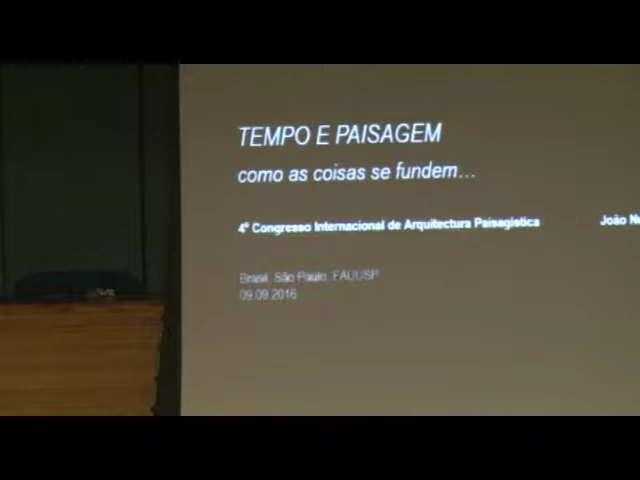 TEMPO E PAISAGEM
como as coisas se fundem...
4º Congresso Internacional de Arquitectura Paisagística João
Brasil, São Paulo, FAUUSP
09.09.2016